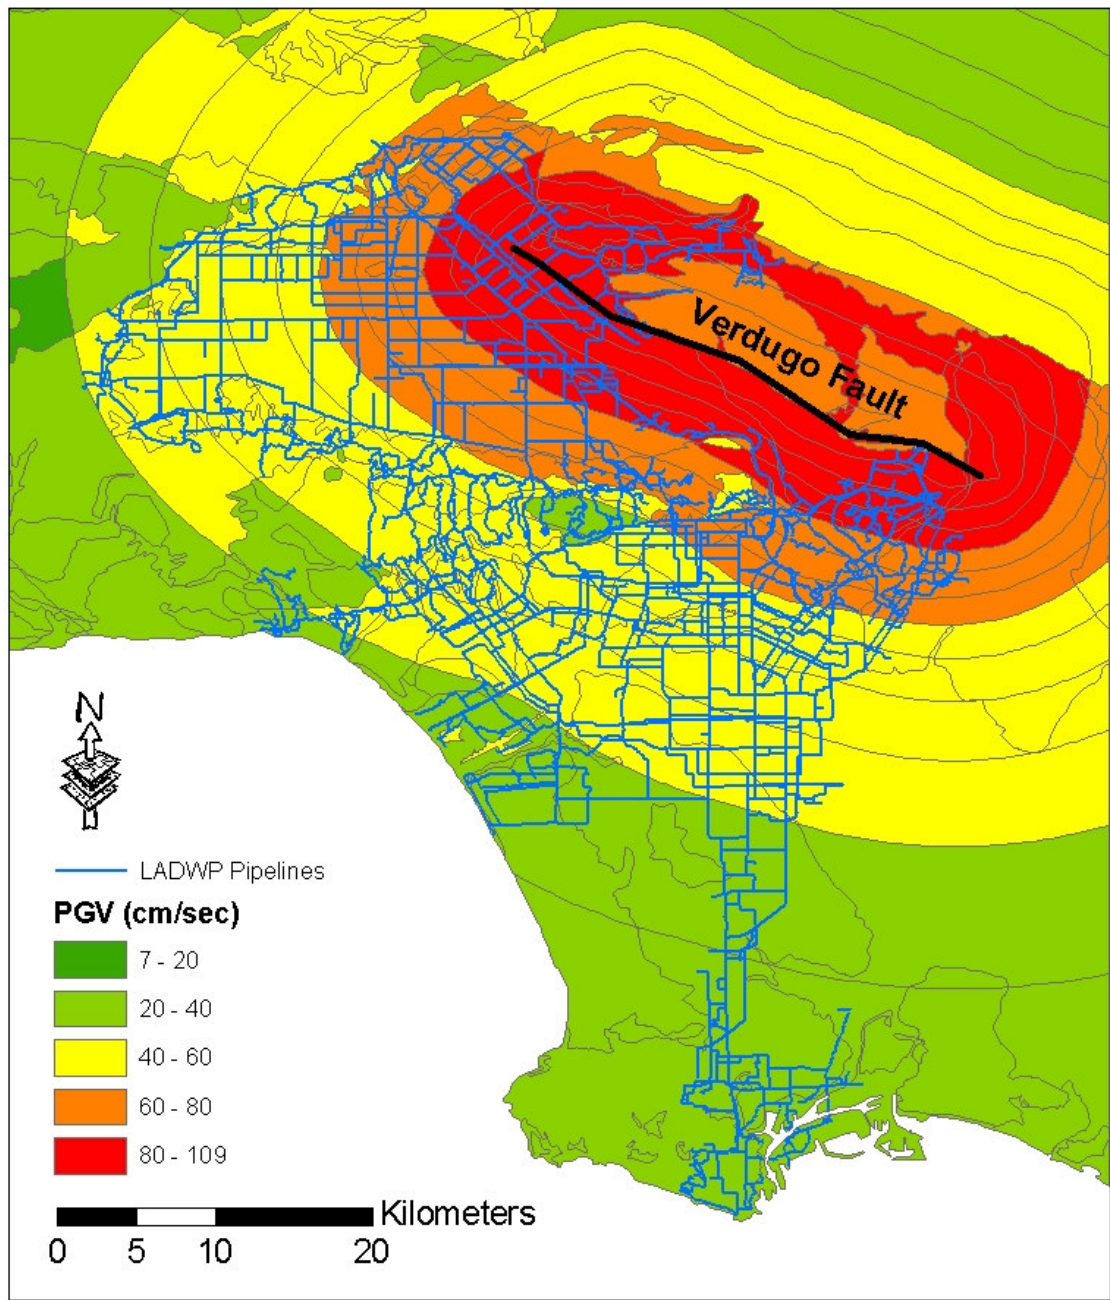 Verdugo Fault
N
LADWP Pipelines
PGV (cm/sec)
7 - 20
20 - 40
40 - 60
60 - 80
80 - 109
Kilometers
0 5 10 20